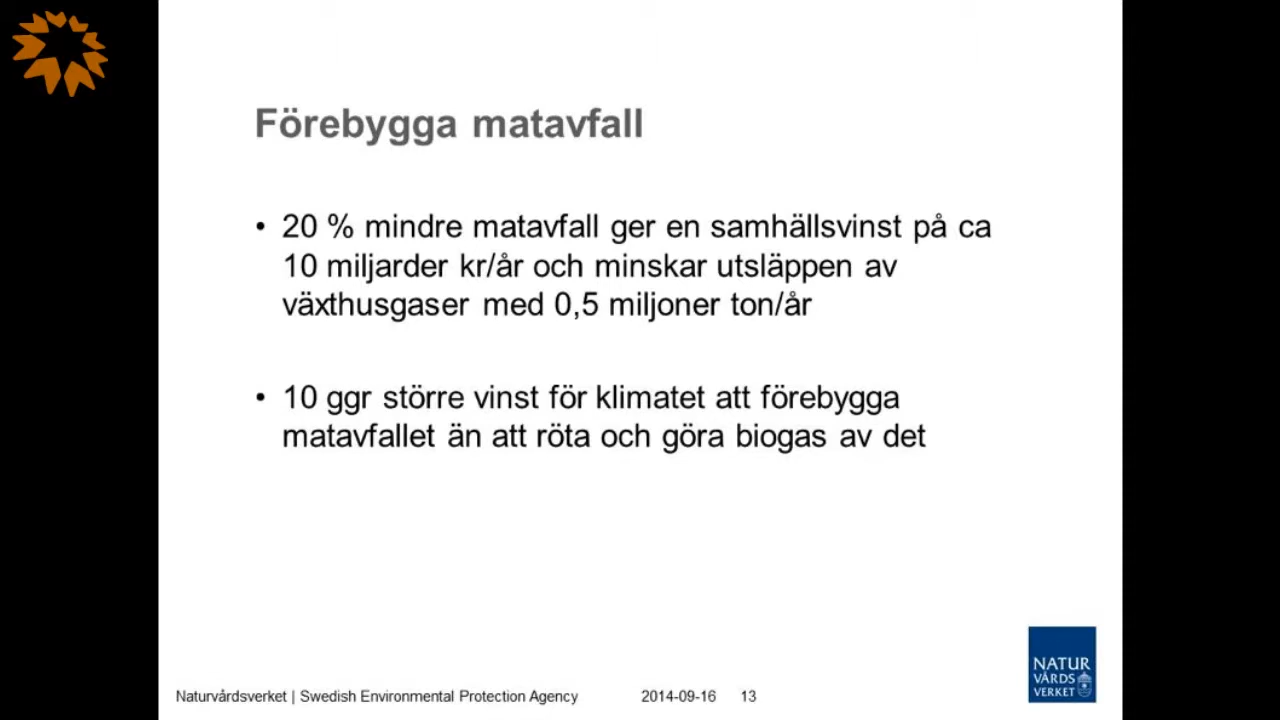 Förebygga matavfall
• 20 % mindre matavfall ger en samhällsvinst på ca
10 miljarder kr/år och minskar utsläppen av
växthusgaser med 0,5 miljoner ton/år
• 10 ggr större vinst för klimatet att förebygga
matavfallet än att röta och göra biogas av det
NATUR
VÅRDS
VERKET
Naturvårdsverket | Swedish Environmental Protection Agency 2014-09-16 13